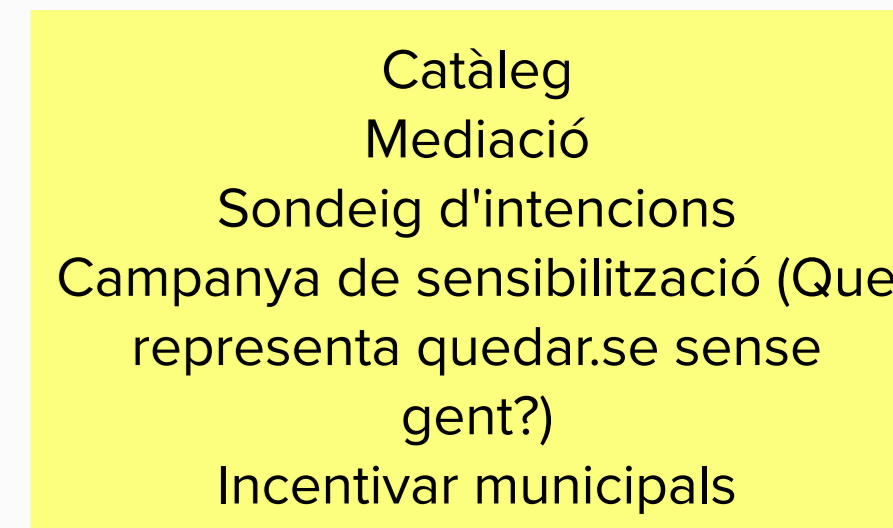 Catàleg
Mediació
Sondeig d'intencions
Campanya de sensibilització (Que
representa quedar.se sense
gent?)
Incentivar municipals